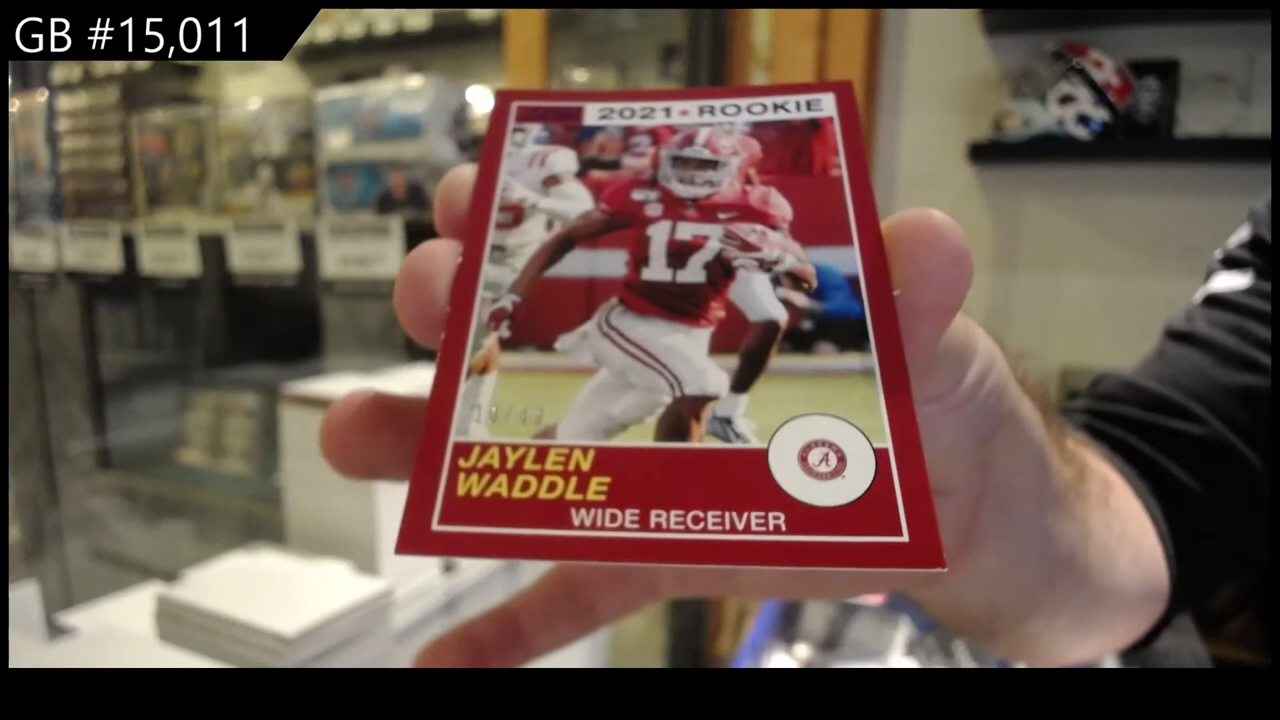 GB #15,011
2021 ★ ROOKIE
17
JAYLEN
WADDLE
A
WIDE RECEIVER